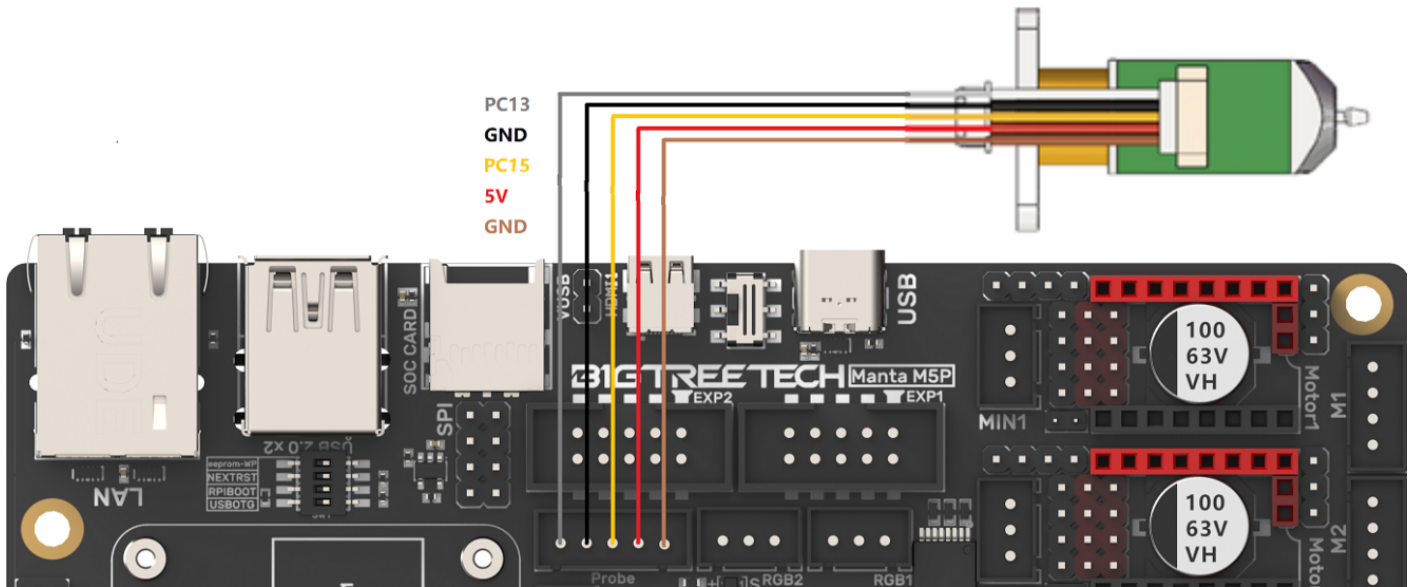 PC13
GND
PC15
5V
GND
VUSB
USB
SOC CARD
BIGTREETECH Manta M5P
EXP2
EXP1
SPI
MIN1
Motor1
M1
100
63V
VH
USB 2.0 x2
eeprom-WP
NEXTRST
RPIBOOT
USBOTG
LAN
M2
100
63V
VH
Probe
RGB2
RGB1